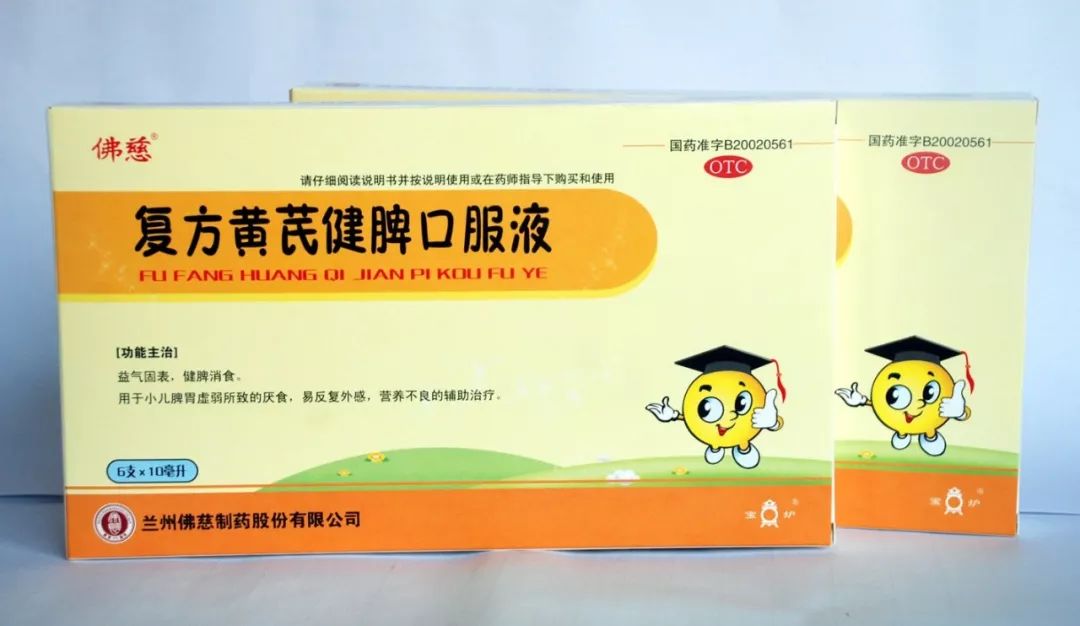 佛慈®
国药准字B20020561
OTC
请仔细阅读说明书并按说明使用或在药师指导下购买和使用
复方黄芪健脾口服液
FU FANG HUANG QI JIAN PI KOU FU YE
[功能主治]
益气固表，健脾消食。
用于小儿脾胃虚弱所致的厌食，易反复外感，营养不良的辅助治疗。
6支×10毫升
兰州佛慈制药股份有限公司
宝炉®
国药准字B20020561
OTC
宝炉®